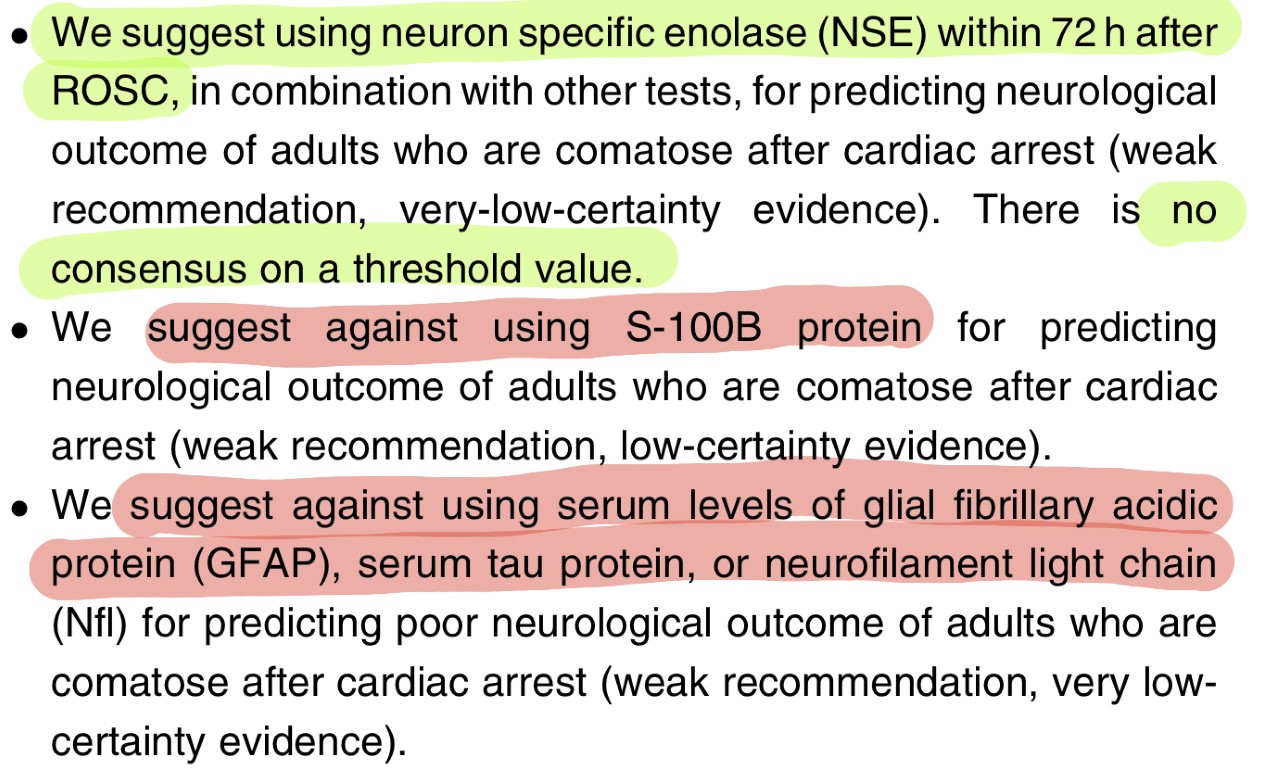 • We suggest using neuron specific enolase (NSE) within 72 h after
ROSC, in combination with other tests, for predicting neurological
outcome of adults who are comatose after cardiac arrest (weak
recommendation, very-low-certainty evidence). There is no
consensus on a threshold value.
• We suggest against using S-100B protein for predicting
neurological outcome of adults who are comatose after cardiac
arrest (weak recommendation, low-certainty evidence).
• We suggest against using serum levels of glial fibrillary acidic
protein (GFAP), serum tau protein, or neurofilament light chain
(Nfl) for predicting poor neurological outcome of adults who are
comatose after cardiac arrest (weak recommendation, very low-
certainty evidence).